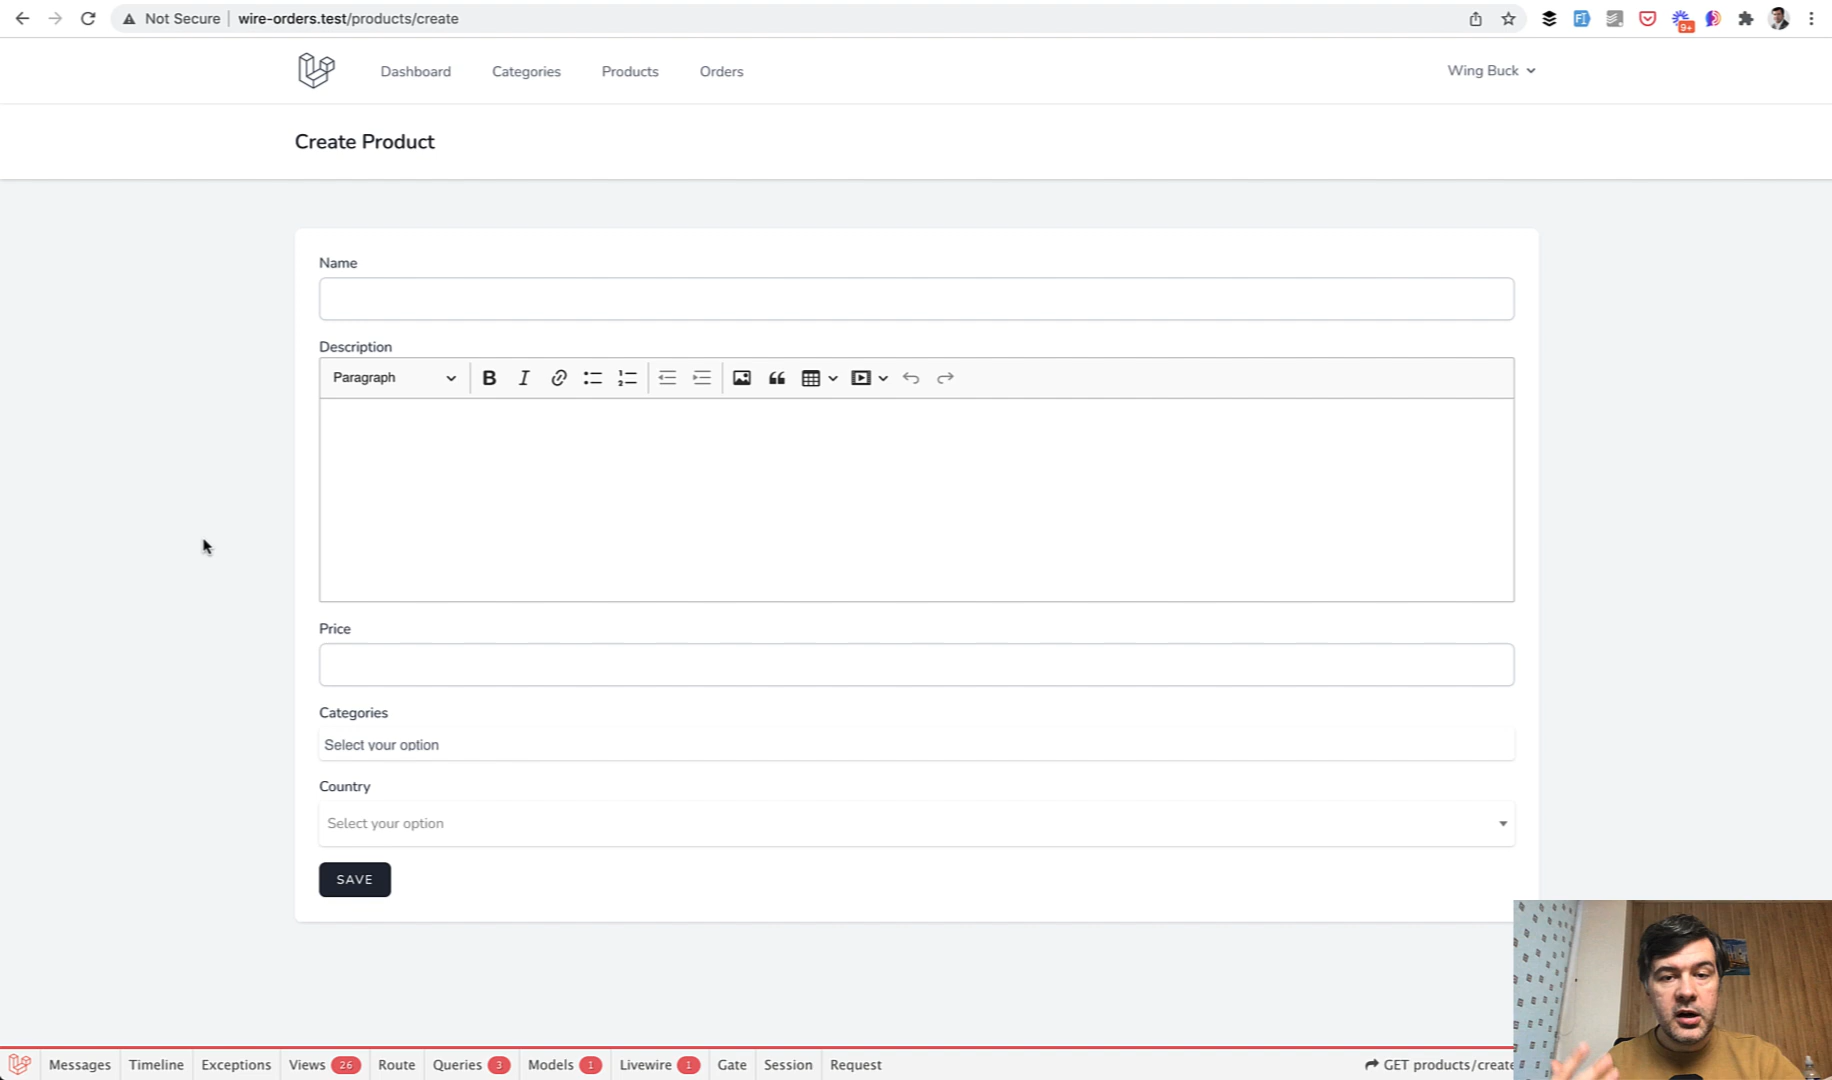 Not Secure wire-orders.test/products/create
9+
Dashboard Categories Products Orders
Wing Buck
Create Product
Name
Description
Paragraph
Price
Categories
Select your option
Country
Select your option
SAVE
Messages Timeline Exceptions Views 26 Route Queries 3 Models 1 Livewire 1 Gate Session Request GET products/create